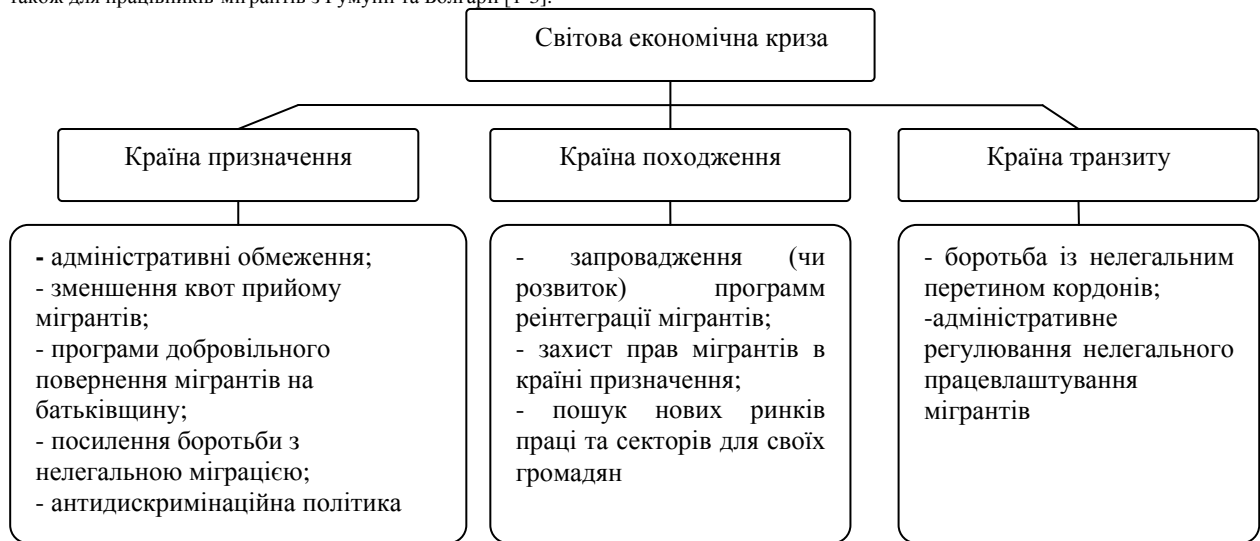 також для працівників-мігрантів з Румунії та Болгарії [1-3].
Світова економічна криза
Країна призначення
Країна походження
Країна транзиту
- адміністративні обмеження;
- зменшення квот прийому
мігрантів;
- програми добровільного
повернення мігрантів на
батьківщину;
- посилення боротьби з
нелегальною міграцією;
- антидискримінаційна політика
- запровадження (чи
розвиток) программ
реінтеграції мігрантів;
- захист прав мігрантів в
країні призначення;
- пошук нових ринків
праці та секторів для своїх
громадян
- боротьба із нелегальним
перетином кордонів;
-адміністративне
регулювання нелегального
працевлаштування
мігрантів